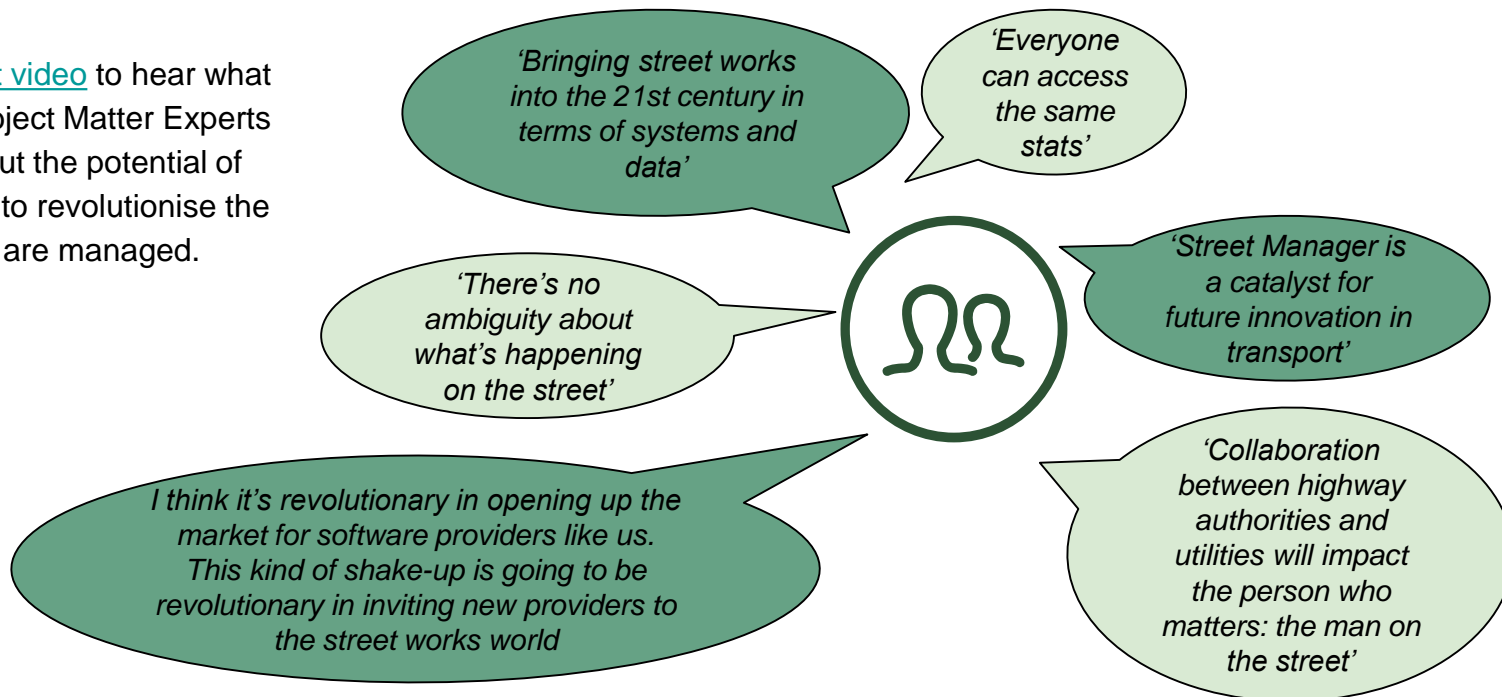 video to hear what
ject Matter Experts
ut the potential of
to revolutionise the
are managed.
‘Bringing street works
into the 21st century in
terms of systems and
data’
‘Everyone
can access
the same
stats’
‘There’s no
ambiguity about
what’s happening
on the street’
‘Street Manager is
a catalyst for
future innovation in
transport’
I think it’s revolutionary in opening up the
market for software providers like us.
This kind of shake-up is going to be
revolutionary in inviting new providers to
the street works world
‘Collaboration
between highway
authorities and
utilities will impact
the person who
matters: the man on
the street’